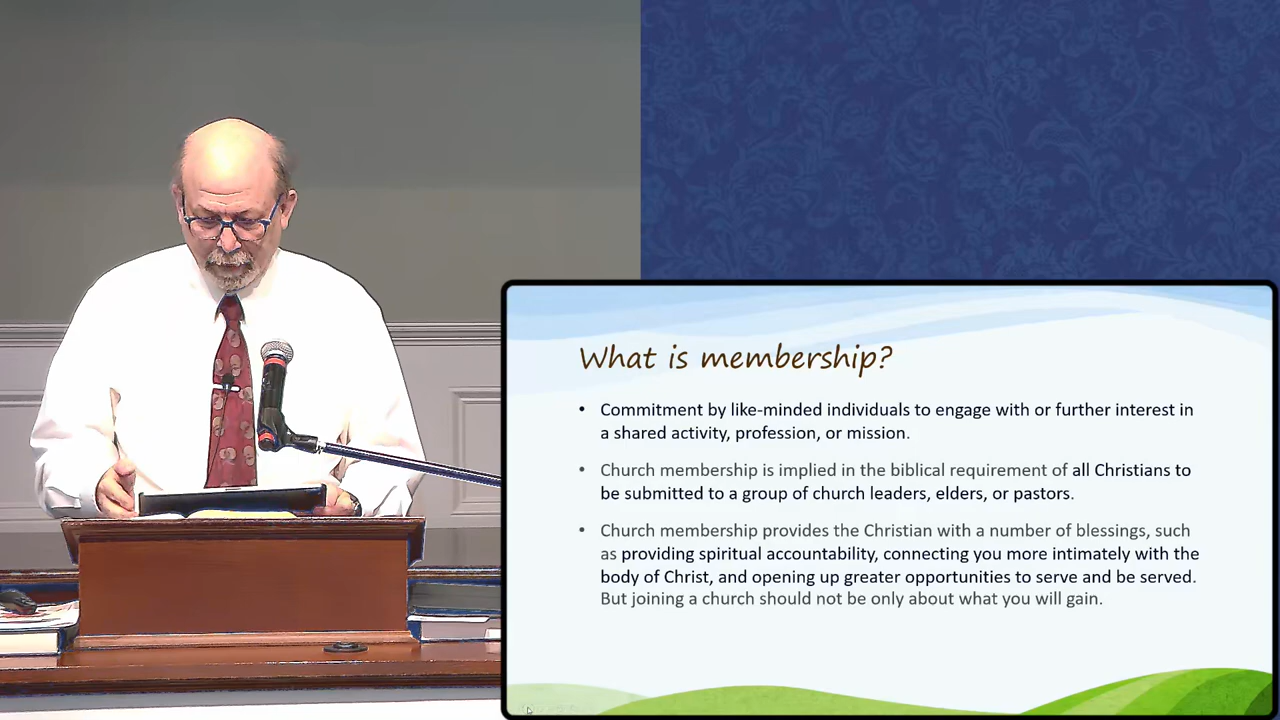 What is membership?
• Commitment by like-minded individuals to engage with or further interest in
a shared activity, profession, or mission.
• Church membership is implied in the biblical requirement of all Christians to
be submitted to a group of church leaders, elders, or pastors.
• Church membership provides the Christian with a number of blessings, such
as providing spiritual accountability, connecting you more intimately with the
body of Christ, and opening up greater opportunities to serve and be served.
But joining a church should not be only about what you will gain.